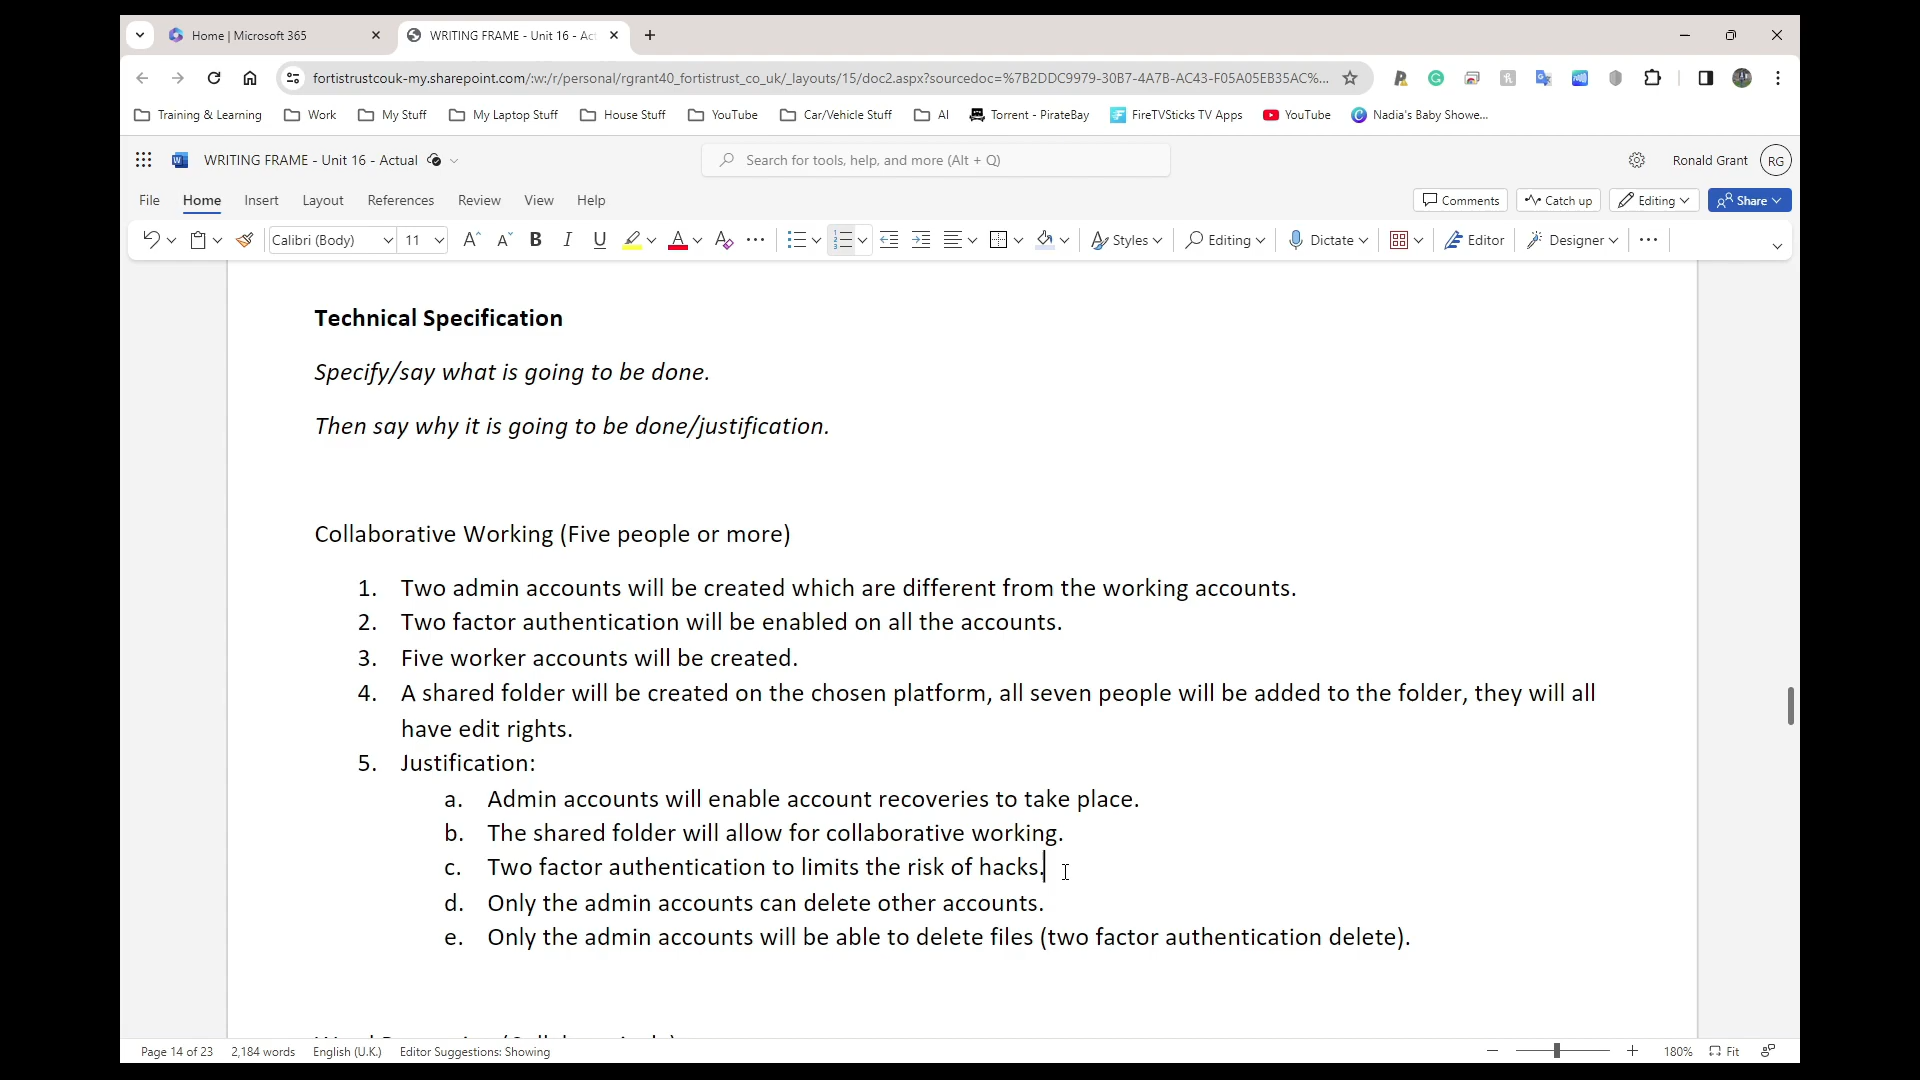 Home | Microsoft 365
WRITING FRAME - Unit 16 - Act
fortistrustcouk-my.sharepoint.com/:w:/r/personal/rgrant40_fortistrust_co_uk/_layouts/15/doc2.aspx?sourcedoc=%7B2DDC9979-30B7-4A7B-AC43-F05A05EB35AC%...
Training & Learning Work My Stuff My Laptop Stuff House Stuff YouTube Car/Vehicle Stuff AI Torrent - PirateBay FireTVSticks TV Apps YouTube Nadia's Baby Showe...
WRITING FRAME - Unit 16 - Actual Search for tools, help, and more (Alt + Q) Ronald Grant RG
File Home Insert Layout References Review View Help Comments Catch up Editing Share
Calibri (Body) 11 Styles Editing Dictate Editor Designer
Technical Specification
Specify/say what is going to be done.
Then say why it is going to be done/justification.
Collaborative Working (Five people or more)
1. Two admin accounts will be created which are different from the working accounts.
2. Two factor authentication will be enabled on all the accounts.
3. Five worker accounts will be created.
4. A shared folder will be created on the chosen platform, all seven people will be added to the folder, they will all
have edit rights.
5. Justification:
a. Admin accounts will enable account recoveries to take place.
b. The shared folder will allow for collaborative working.
c. Two factor authentication to limits the risk of hacks.
d. Only the admin accounts can delete other accounts.
e. Only the admin accounts will be able to delete files (two factor authentication delete).
Page 14 of 23 2,184 words English (U.K.) Editor Suggestions: Showing 180% Fit